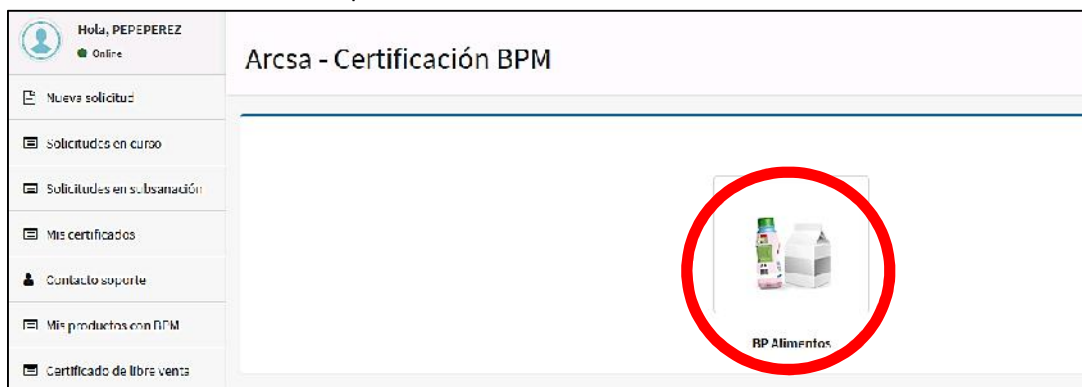 Hola, PEPEPEREZ
Online
Arcsa - Certificación BPM
Nueva solicitud
Solicitudes en curso
Solicitudes en subsanación
Mis certificados
Contacto soporte
Mis productos con BPM
Certificado de libre venta
BP Alimentos